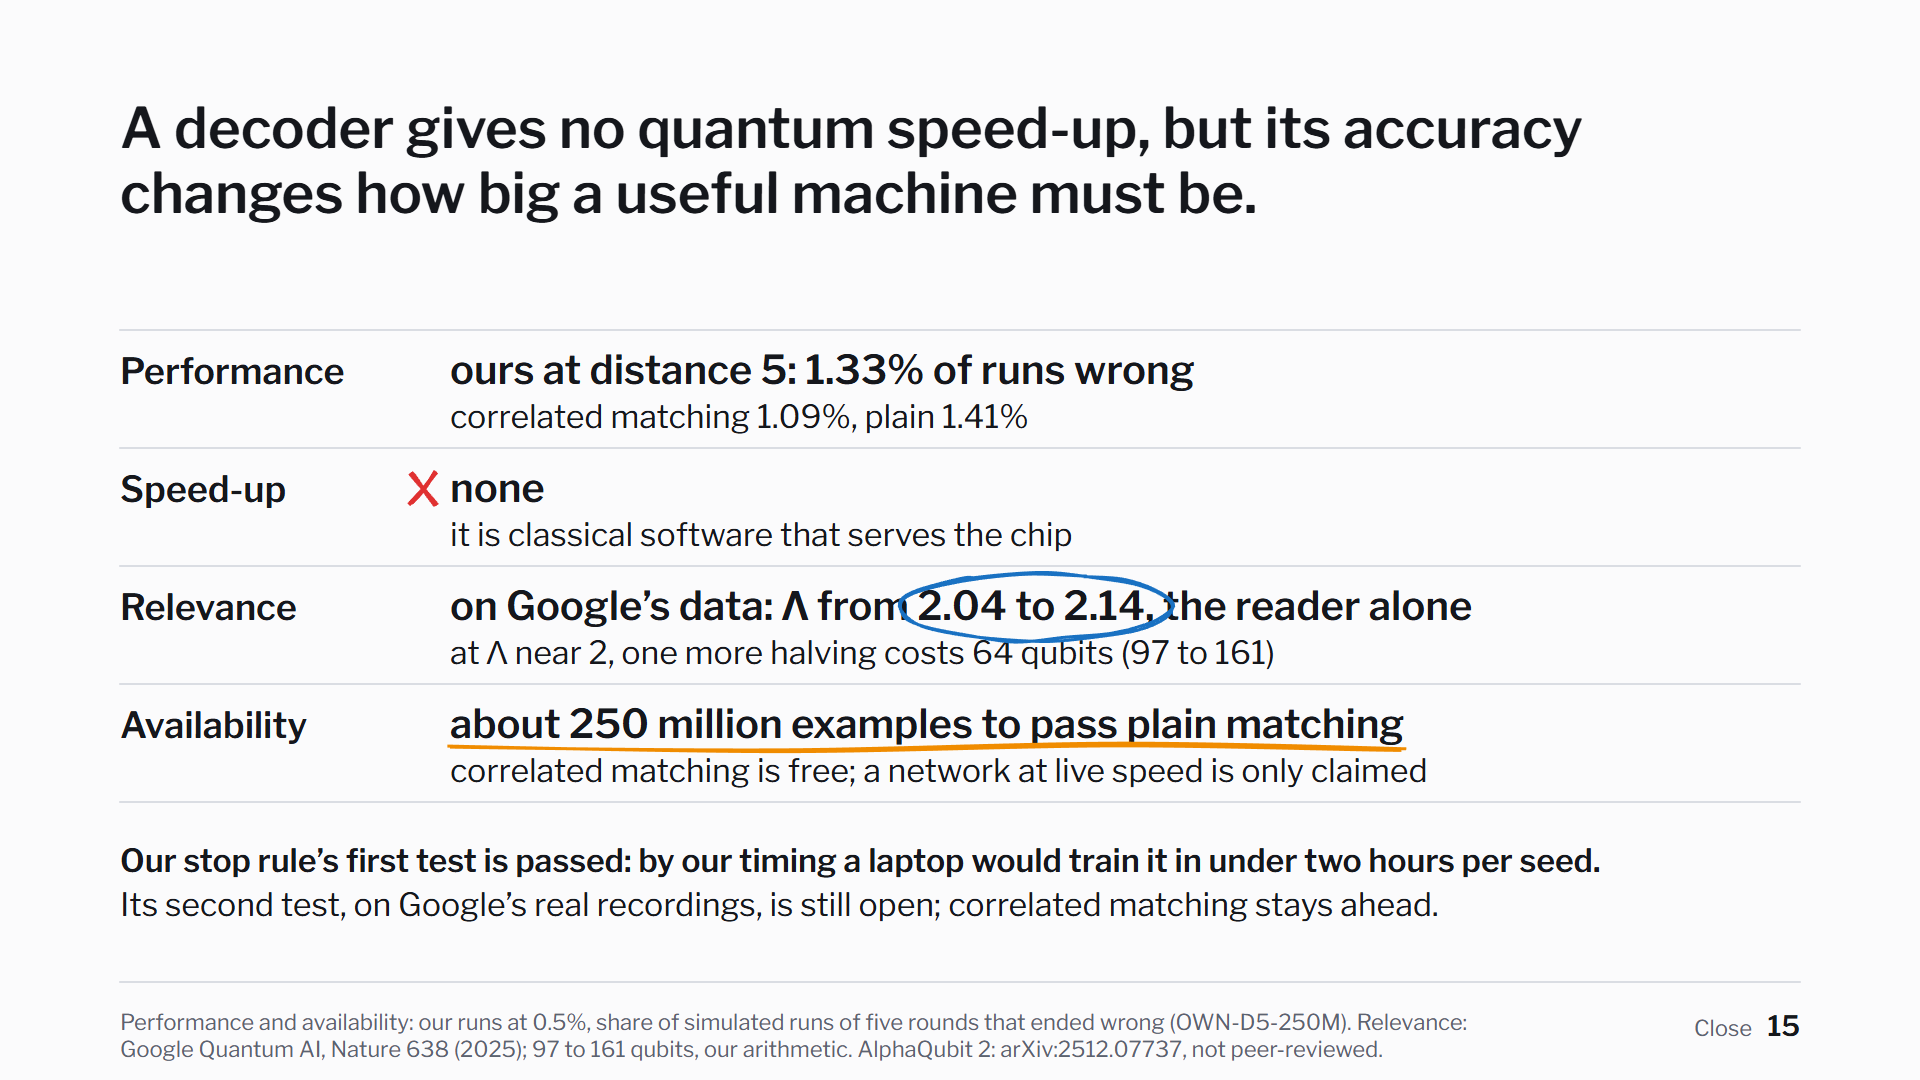 A decoder gives no quantum speed-up, but its accuracy
changes how big a useful machine must be.
Performance
ours at distance 5: 1.33% of runs wrong
correlated matching 1.09%, plain 1.41%
Speed-up
none
it is classical software that serves the chip
Relevance
on Google’s data: Λ from 2.04 to 2.14, the reader alone
at Λ near 2, one more halving costs 64 qubits (97 to 161)
Availability
about 250 million examples to pass plain matching
correlated matching is free; a network at live speed is only claimed
Our stop rule’s first test is passed: by our timing a laptop would train it in under two hours per seed.
Its second test, on Google’s real recordings, is still open; correlated matching stays ahead.
Performance and availability: our runs at 0.5%, share of simulated runs of five rounds that ended wrong (OWN-D5-250M). Relevance:
Google Quantum AI, Nature 638 (2025); 97 to 161 qubits, our arithmetic. AlphaQubit 2: arXiv:2512.07737, not peer-reviewed.
Close 15